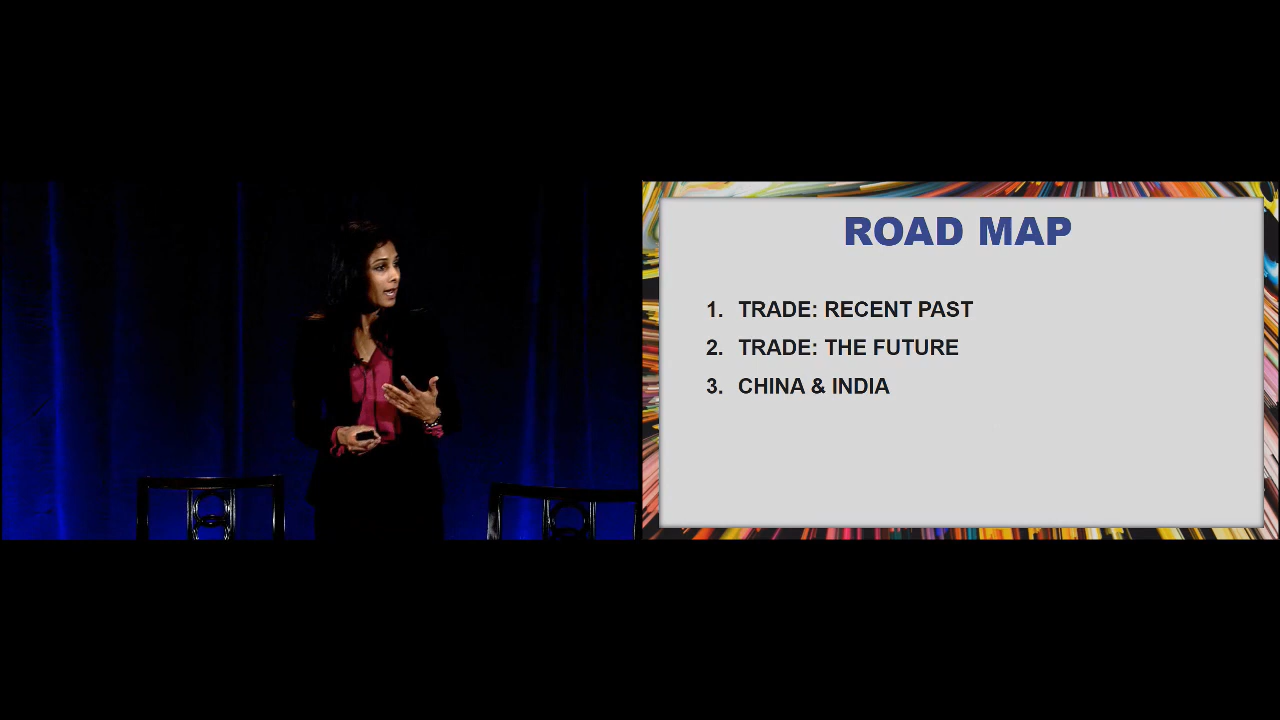 ROAD MAP
1. TRADE: RECENT PAST
2. TRADE: THE FUTURE
3. CHINA & INDIA